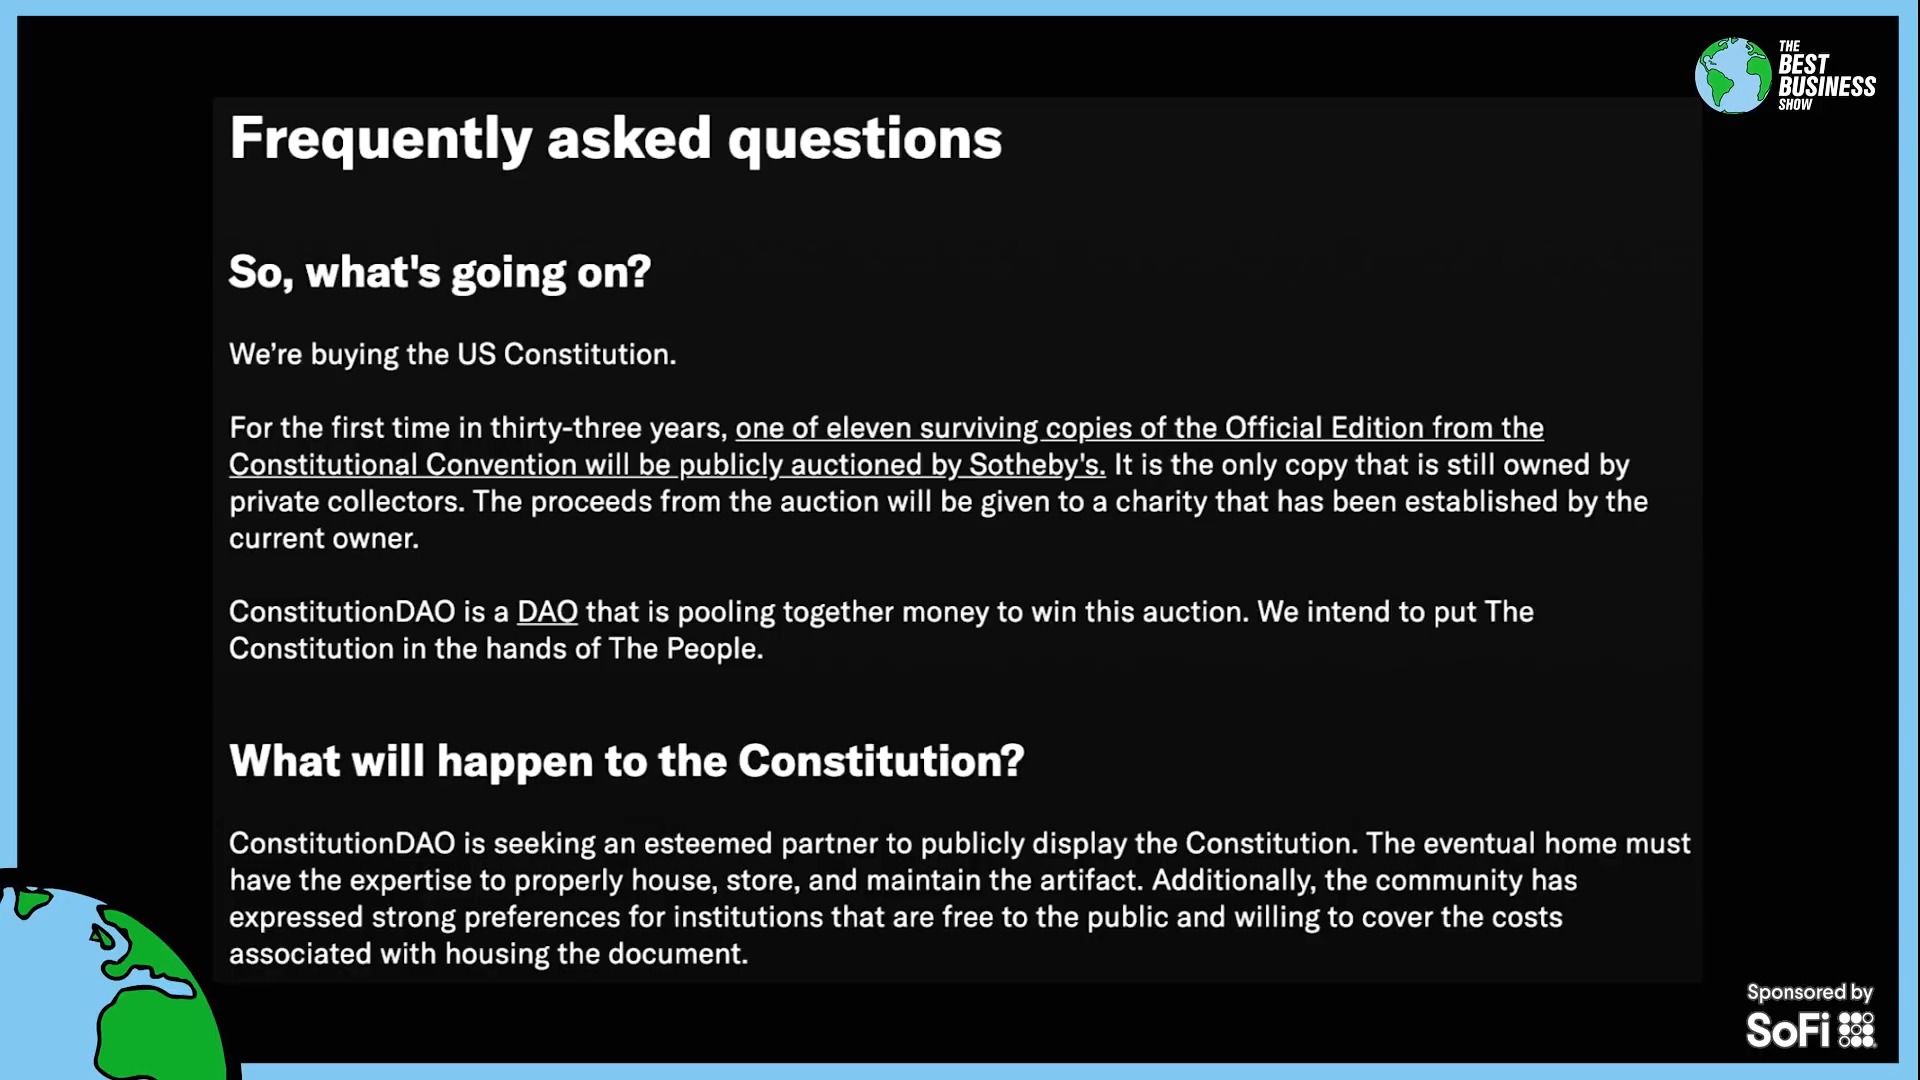 THE
BEST
BUSINESS
SHOW
Frequently asked questions
So, what's going on?
We’re buying the US Constitution.
For the first time in thirty-three years, one of eleven surviving copies of the Official Edition from the
Constitutional Convention will be publicly auctioned by Sotheby's. It is the only copy that is still owned by
private collectors. The proceeds from the auction will be given to a charity that has been established by the
current owner.
ConstitutionDAO is a DAO that is pooling together money to win this auction. We intend to put The
Constitution in the hands of The People.
What will happen to the Constitution?
ConstitutionDAO is seeking an esteemed partner to publicly display the Constitution. The eventual home must
have the expertise to properly house, store, and maintain the artifact. Additionally, the community has
expressed strong preferences for institutions that are free to the public and willing to cover the costs
associated with housing the document.
Sponsored by
SoFi